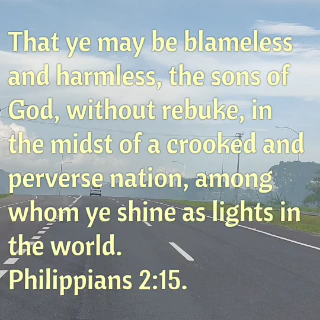 That ye may be blameless
and harmless, the sons of
God, without rebuke, in
the midst of a crooked and
perverse nation, among
whom ye shine as lights in
the world.
Philippians 2:15.